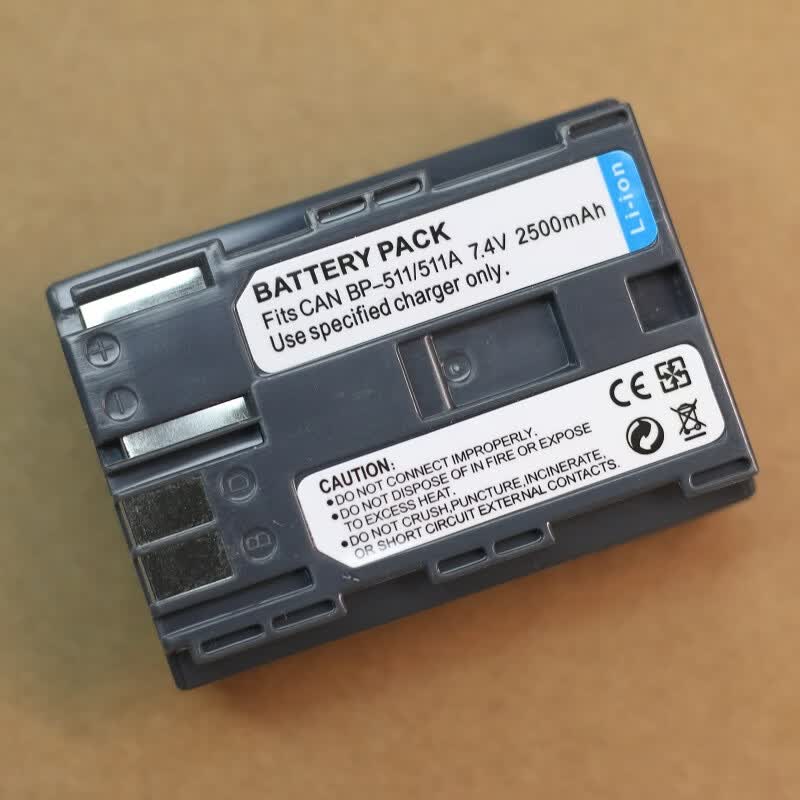 BATTERY PACK
Fits CAN BP-511/511A 7.4V 2500mAh
Use specified charger only.
Li-ion
+
-
D
B
CE
CAUTION:
•DO NOT CONNECT IMPROPERLY.
•DO NOT DISPOSE OF IN FIRE OR EXPOSE
TO EXCESS HEAT.
•DO NOT CRUSH,PUNCTURE,INCINERATE,
OR SHORT CIRCUIT EXTERNAL CONTACTS.